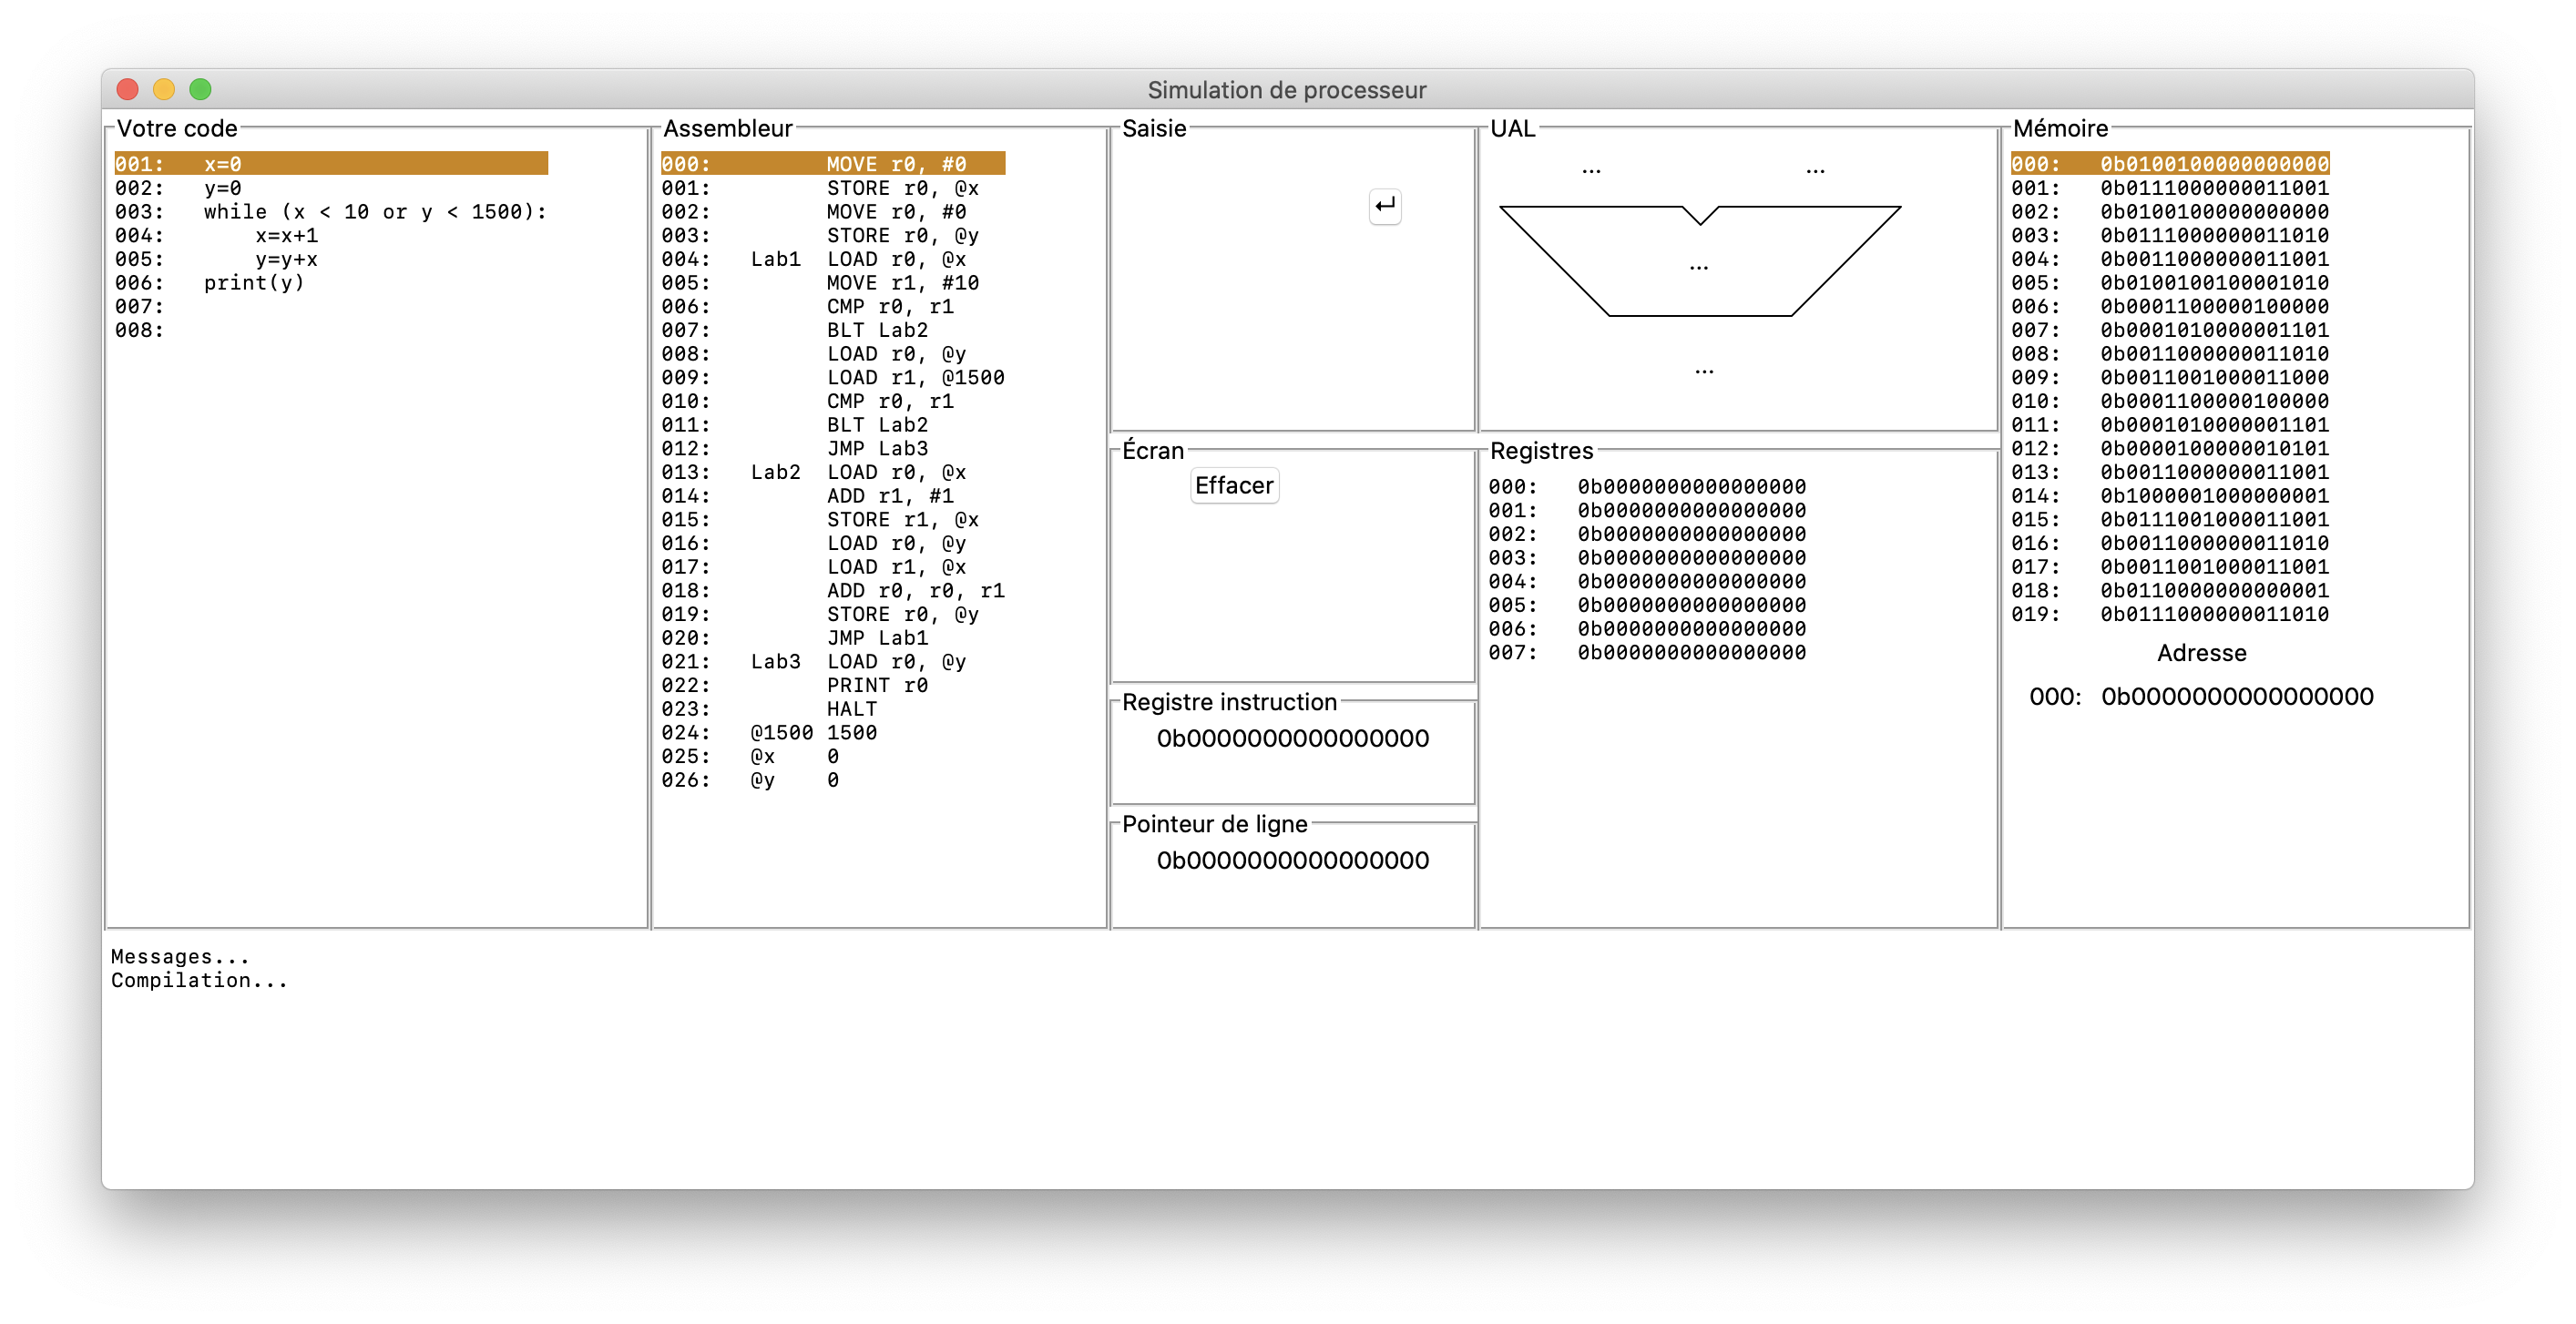 Simulation de processeur
Votre code
001: x=0
002: y=0
003: while (x < 10 or y < 1500):
004: x=x+1
005: y=y+x
006: print(y)
007:
008:
Assembleur
000: MOVE r0, #0
001: STORE r0, @x
002: MOVE r0, #0
003: STORE r0, @y
004: Lab1 LOAD r0, @x
005: MOVE r1, #10
006: CMP r0, r1
007: BLT Lab2
008: LOAD r0, @y
009: LOAD r1, @1500
010: CMP r0, r1
011: BLT Lab2
012: JMP Lab3
013: Lab2 LOAD r0, @x
014: ADD r1, #1
015: STORE r1, @x
016: LOAD r0, @y
017: LOAD r1, @x
018: ADD r0, r0, r1
019: STORE r0, @y
020: JMP Lab1
021: Lab3 LOAD r0, @y
022: PRINT r0
023: HALT
024: @1500 1500
025: @x 0
026: @y 0
Saisie
Écran
Effacer
Registre instruction
0b0000000000000000
Pointeur de ligne
0b0000000000000000
UAL
... ...
...
...
Registres
000: 0b0000000000000000
001: 0b0000000000000000
002: 0b0000000000000000
003: 0b0000000000000000
004: 0b0000000000000000
005: 0b0000000000000000
006: 0b0000000000000000
007: 0b0000000000000000
Mémoire
000: 0b0100100000000000
001: 0b0111000000011001
002: 0b0100100000000000
003: 0b0111000000011010
004: 0b0011000000011001
005: 0b0100100100001010
006: 0b0001100000100000
007: 0b0001010000001101
008: 0b0011000000011010
009: 0b0011001000011000
010: 0b0001100000100000
011: 0b0001010000001101
012: 0b0000100000010101
013: 0b0011000000011001
014: 0b1000001000000001
015: 0b0111001000011001
016: 0b0011000000011010
017: 0b0011001000011001
018: 0b0110000000000001
019: 0b0111000000011010
Adresse
000: 0b0000000000000000
Messages...
Compilation...